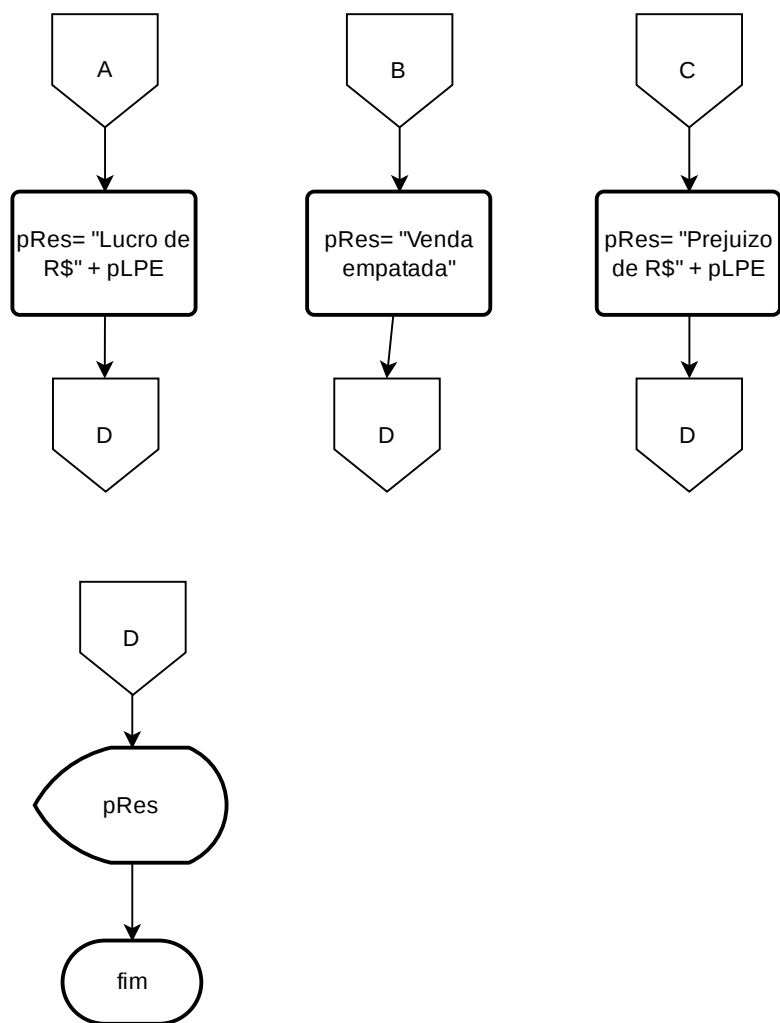 A
B
C
pRes= "Lucro de
R$" + pLPE
pRes= "Venda
empatada"
pRes= "Prejuizo
de R$" + pLPE
D
D
D
D
pRes
fim